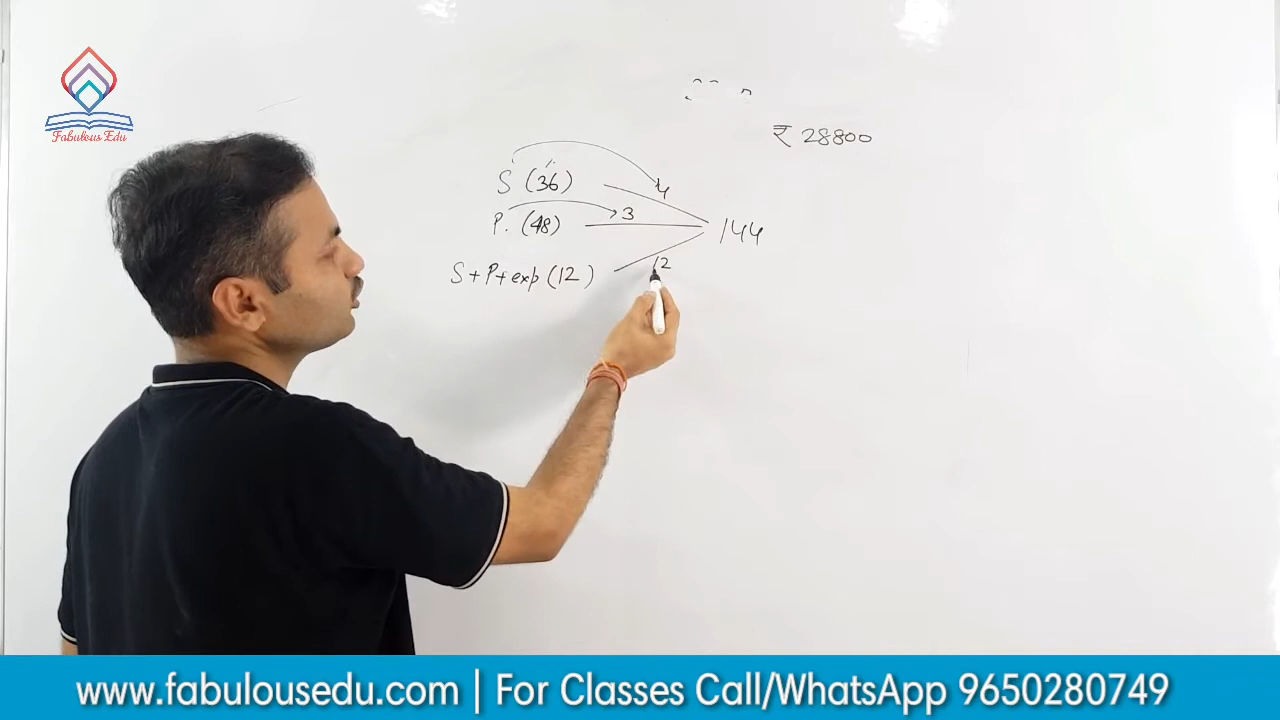 Fabulous Edu
₹ 28800
S (36) 4
P. (48) 3
144
S+P+exp (12) 12
www.fabulousedu.com | For Classes Call/WhatsApp 9650280749